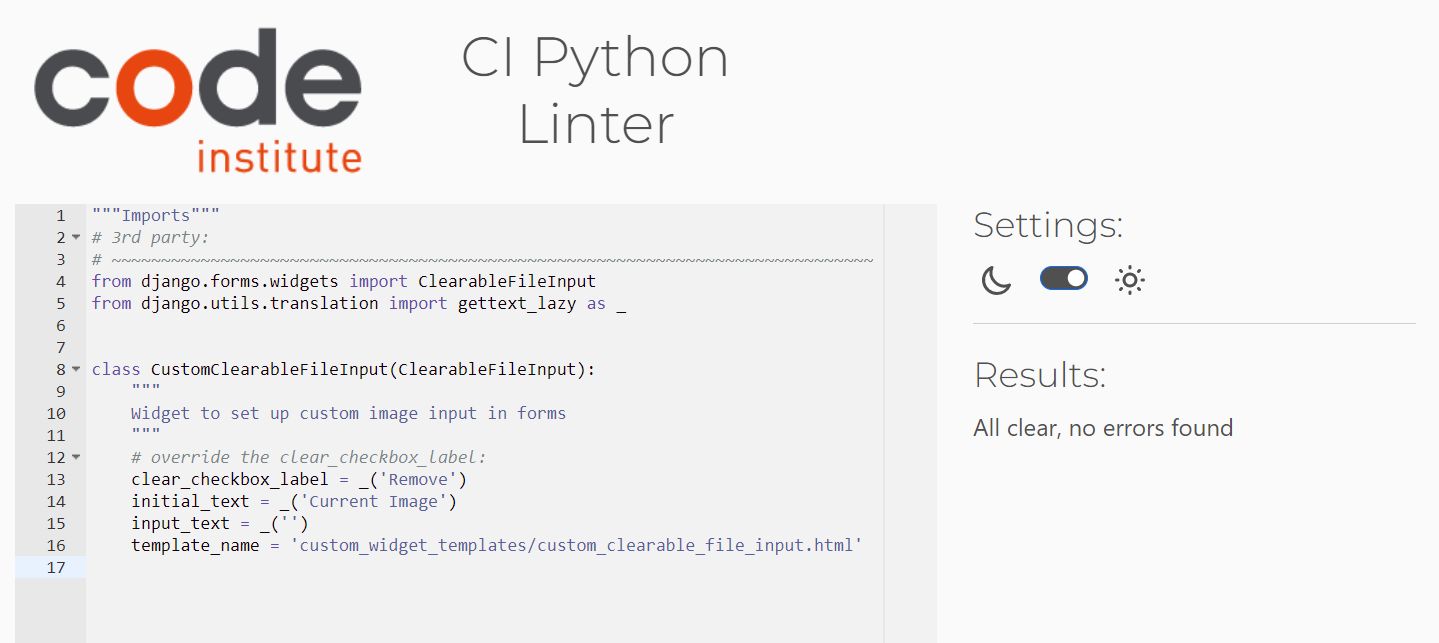 code
institute
CI Python
Linter
1 """Imports"""
2 # 3rd party:
3 # ~~~~~~~~~~~~~~~~~~~~~~~~~~~~~~~~~~~~~~~~~~~~~~~~~~~~~~~~~~~~~~~~~~~~~~~~~~~~~
4 from django.forms.widgets import ClearableFileInput
5 from django.utils.translation import gettext_lazy as _
6
7
8 class CustomClearableFileInput(ClearableFileInput):
9     """
10     Widget to set up custom image input in forms
11     """
12     # override the clear_checkbox_label:
13     clear_checkbox_label = _('Remove')
14     initial_text = _('Current Image')
15     input_text = _('')
16     template_name = 'custom_widget_templates/custom_clearable_file_input.html'
17
Settings:
Results:
All clear, no errors found